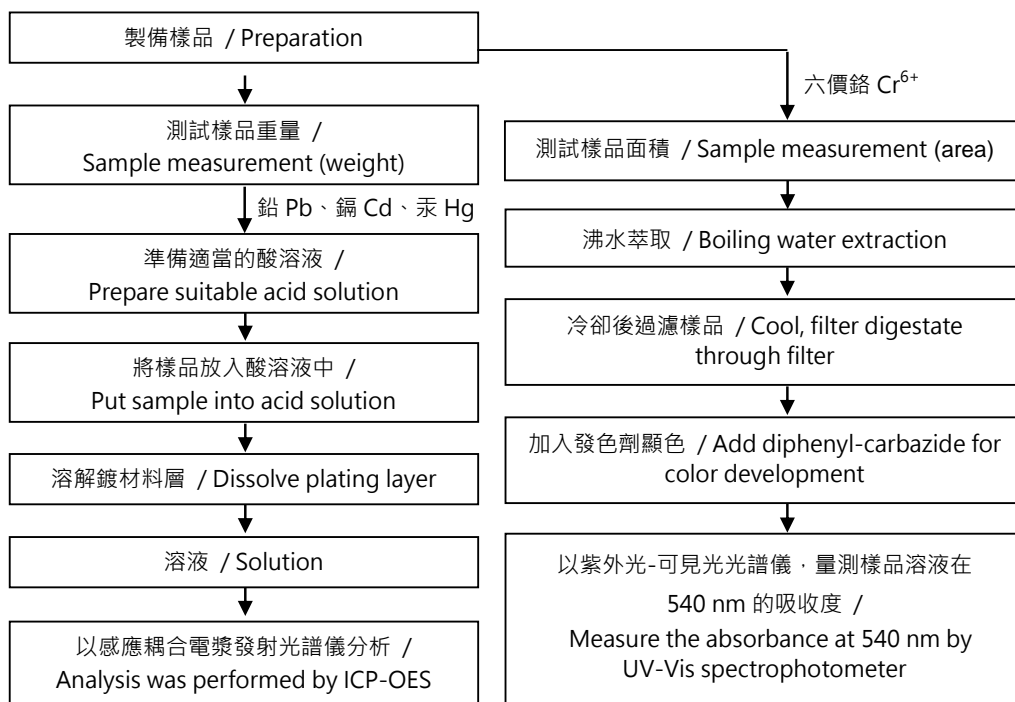 製備樣品 / Preparation
測試樣品重量 /
Sample measurement (weight)
鉛 Pb、鎘 Cd、汞 Hg
準備適當的酸溶液 /
Prepare suitable acid solution
將樣品放入酸溶液中 /
Put sample into acid solution
溶解鍍材料層 / Dissolve plating layer
溶液 / Solution
以感應耦合電漿發射光譜儀分析 /
Analysis was performed by ICP-OES
六價鉻 Cr⁶⁺
測試樣品面積 / Sample measurement (area)
沸水萃取 / Boiling water extraction
冷卻後過濾樣品 / Cool, filter digestate
through filter
加入發色劑顯色 / Add diphenyl-carbazide for
color development
以紫外光-可見光光譜儀，量測樣品溶液在
540 nm 的吸收度 /
Measure the absorbance at 540 nm by
UV-Vis spectrophotometer